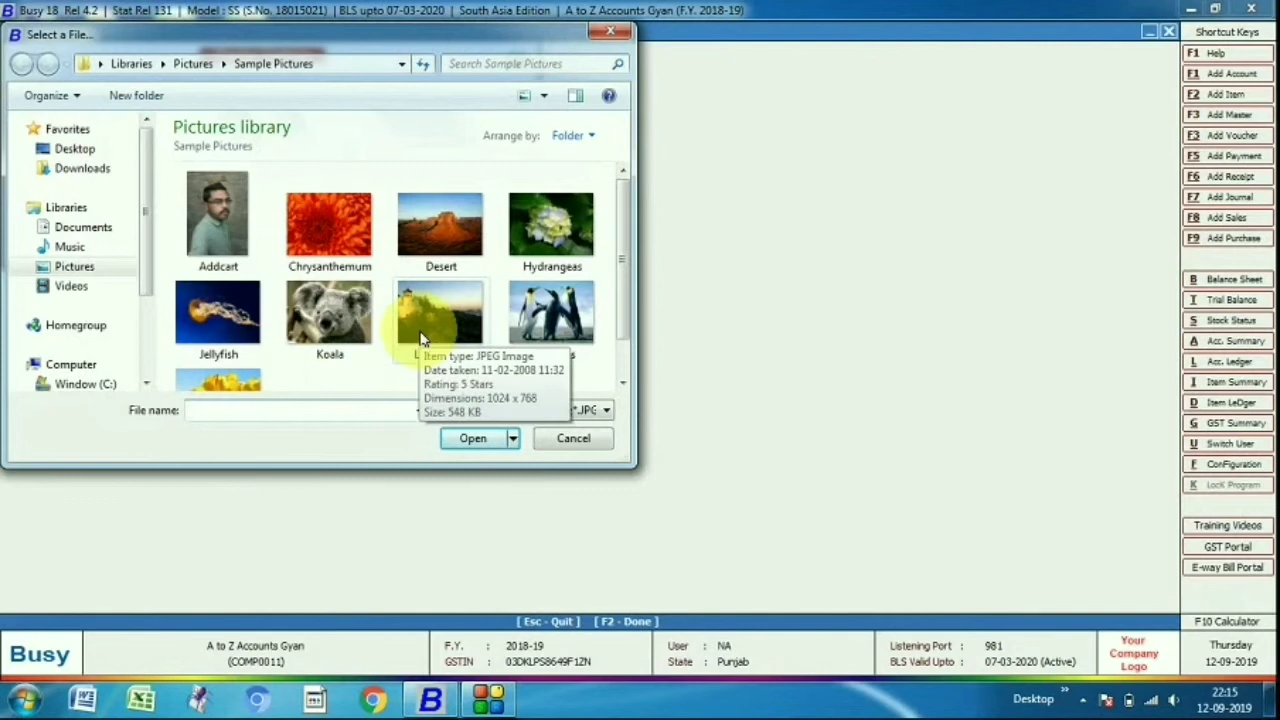 Busy 18 Rel 4.2 | Stat Rel 131 | Model : SS (S.No. 18015021) | BLS upto 07-03-2020 | South Asia Edition | A to Z Accounts Gyan (F.Y. 2018-19)
Select a File...
Libraries
Pictures
Sample Pictures
Search Sample Pictures
Organize
New folder
Favorites
Desktop
Downloads
Libraries
Documents
Music
Pictures
Videos
Homegroup
Computer
Window (C:)
Pictures library
Sample Pictures
Arrange by: Folder
Addcart
Chrysanthemum
Desert
Hydrangeas
Jellyfish
Koala
Item type: JPEG Image
Date taken: 11-02-2008 11:32
Rating: 5 Stars
Dimensions: 1024 x 768
Size: 548 KB
File name:
*.JPG
Open
Cancel
Shortcut Keys
F1 Help
F1 Add Account
F2 Add Item
F3 Add Master
F3 Add Voucher
F5 Add Payment
F6 Add Receipt
F7 Add Journal
F8 Add Sales
F9 Add Purchase
B Balance Sheet
T Trial Balance
S Stock Status
A Acc. Summary
L Acc. Ledger
I Item Summary
D Item LeDger
G GST Summary
U Switch User
F ConFiguration
K LocK Program
Training Videos
GST Portal
E-way Bill Portal
F10 Calculator
[ Esc - Quit ] [ F2 - Done ]
Busy
A to Z Accounts Gyan
(COMP0011)
F.Y. : 2018-19
GSTIN : 03DKLPS8649F1ZN
User : NA
State : Punjab
Listening Port : 981
BLS Valid Upto : 07-03-2020 (Active)
Your
Company
Logo
Thursday
12-09-2019
Desktop
22:15
12-09-2019